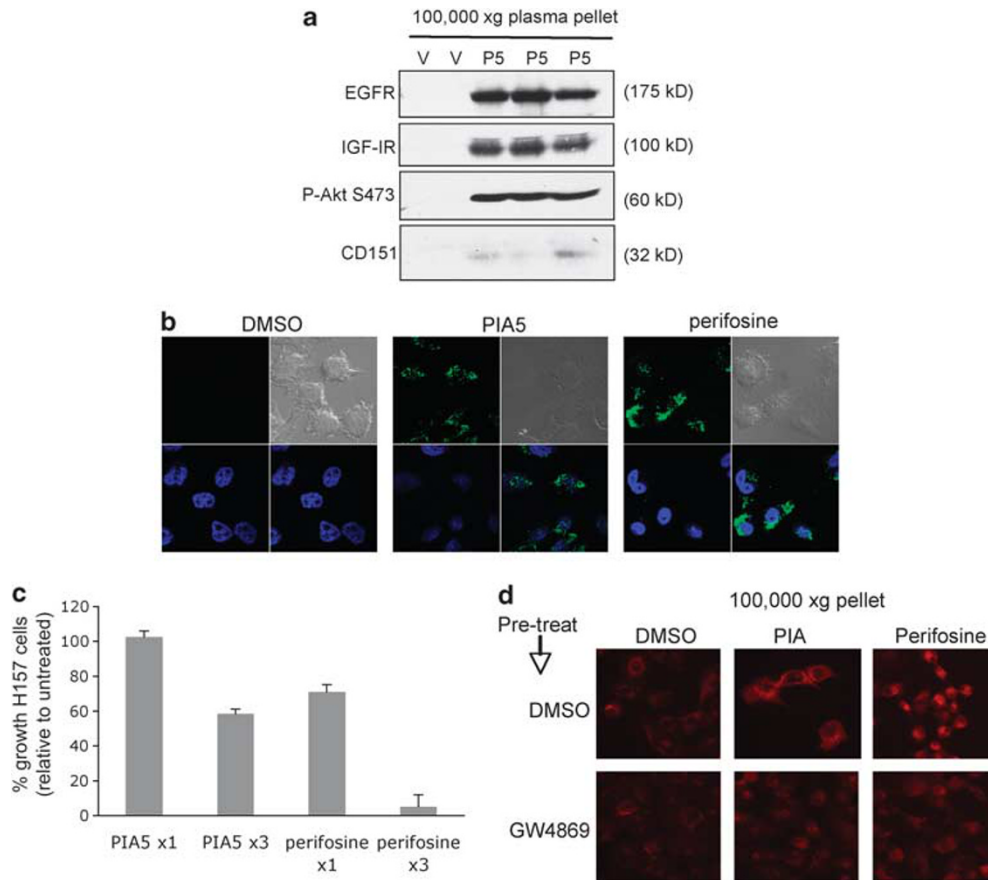 a
100,000 xg plasma pellet
V V P5 P5 P5
EGFR (175 kD)
IGF-IR (100 kD)
P-Akt S473 (60 kD)
CD151 (32 kD)
b
DMSO PIA5 perifosine
c
% growth H157 cells
(relative to untreated)
120
100
80
60
40
20
0
PIA5 x1 PIA5 x3 perifosine x1 perifosine x3
d
100,000 xg pellet
Pre-treat
DMSO PIA Perifosine
DMSO
GW4869